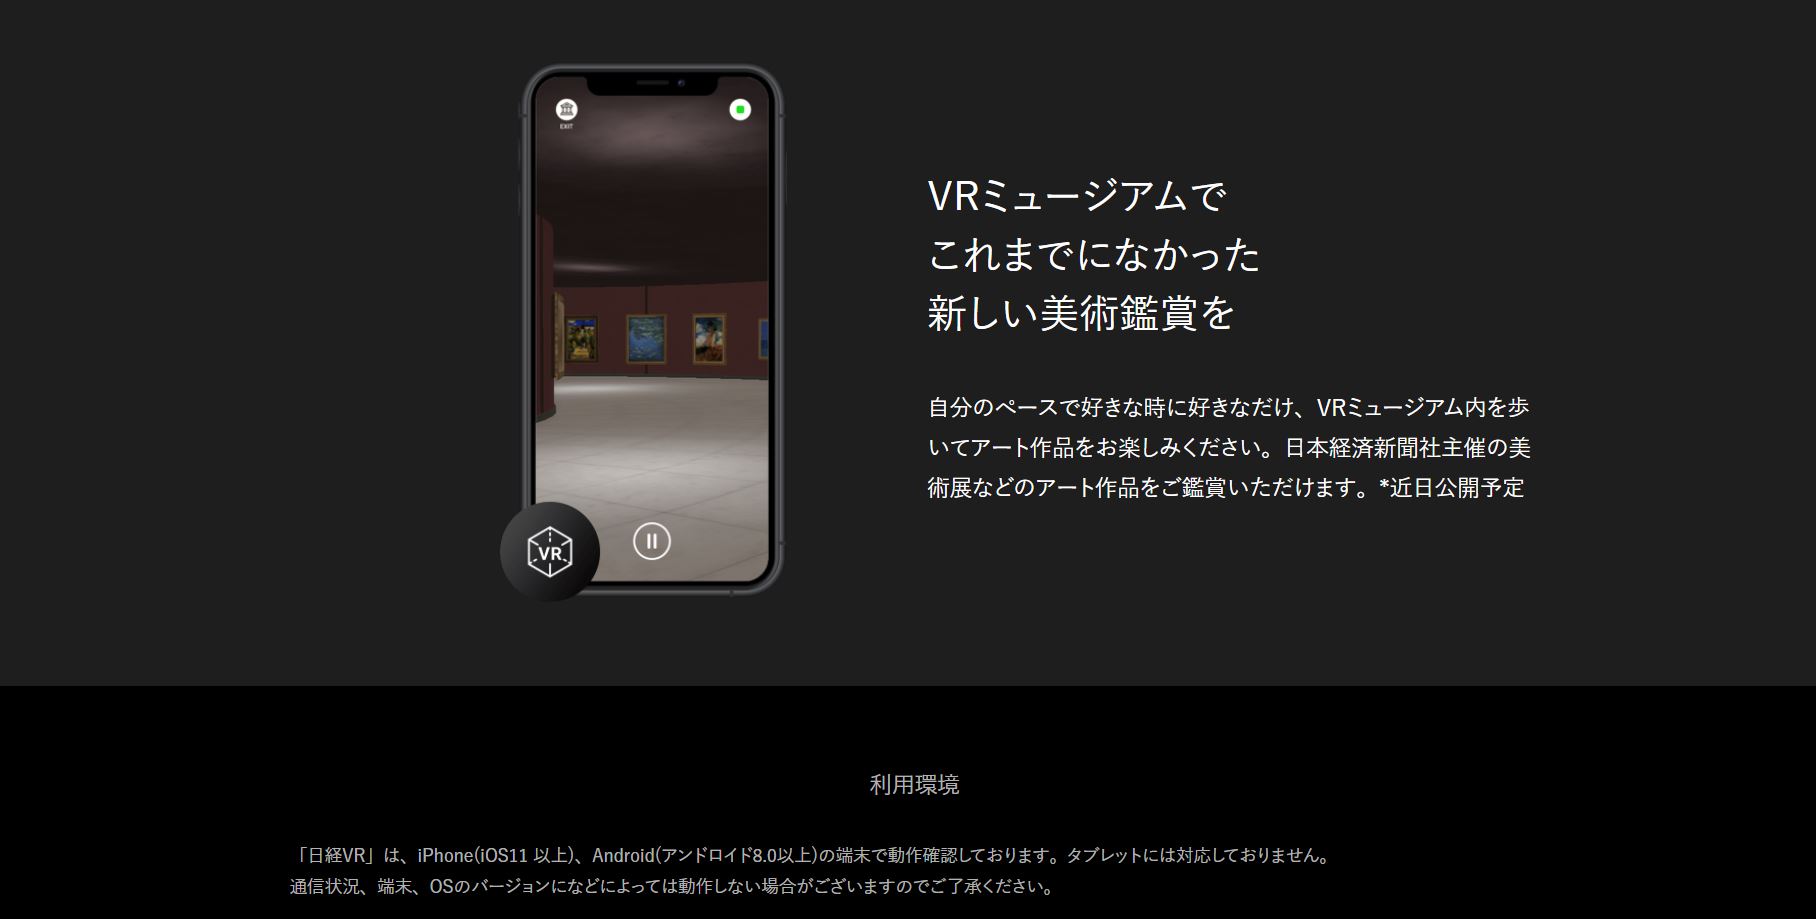 EXIT
VR
VRミュージアムで
これまでになかった
新しい美術鑑賞を
自分のペースで好きな時に好きなだけ、VRミュージアム内を歩
いてアート作品をお楽しみください。日本経済新聞社主催の美
術展などのアート作品をご鑑賞いただけます。*近日公開予定
利用環境
「日経VR」は、iPhone(iOS11 以上)、Android(アンドロイド8.0以上)の端末で動作確認しております。タブレットには対応しておりません。
通信状況、端末、OSのバージョンになどによっては動作しない場合がございますのでご了承ください。